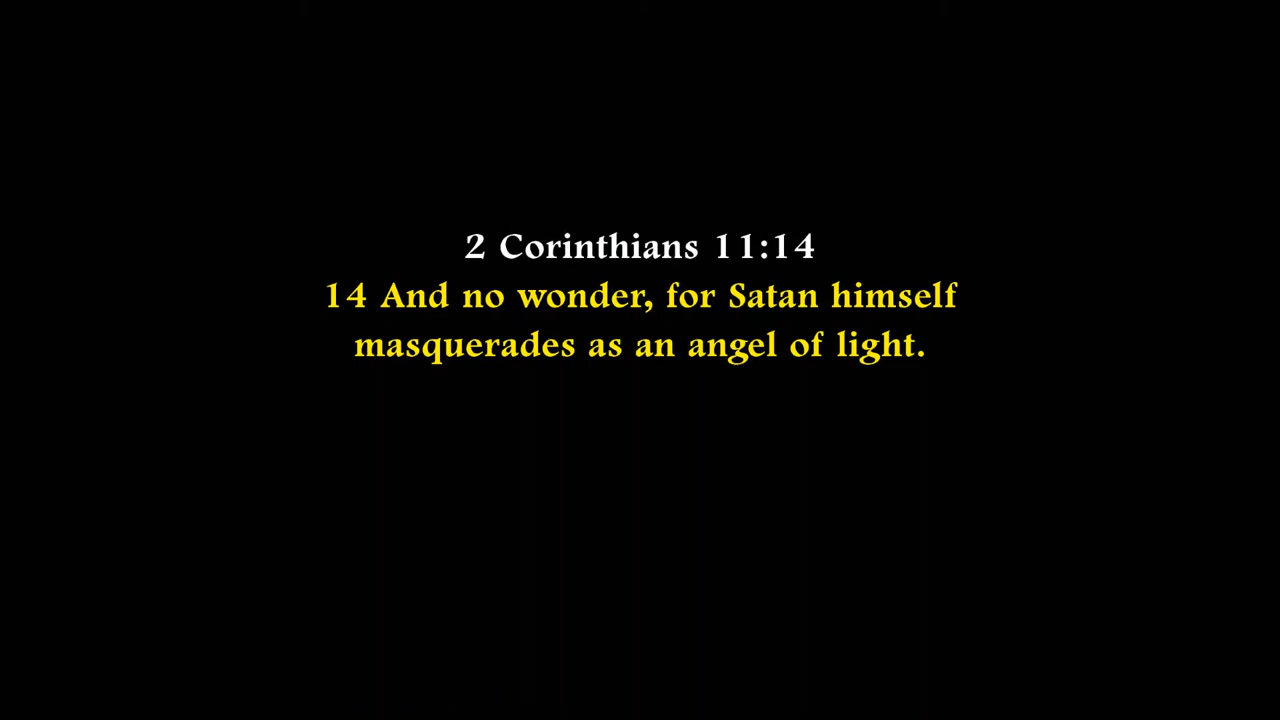 2 Corinthians 11:14
14 And no wonder, for Satan himself
masquerades as an angel of light.